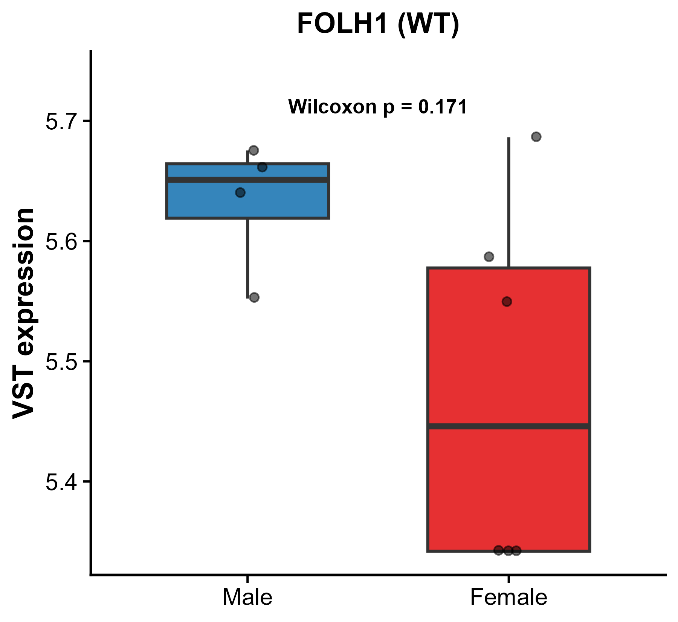 FOLH1 (WT)
Wilcoxon p = 0.171
VST expression
5.7
5.6
5.5
5.4
Male
Female